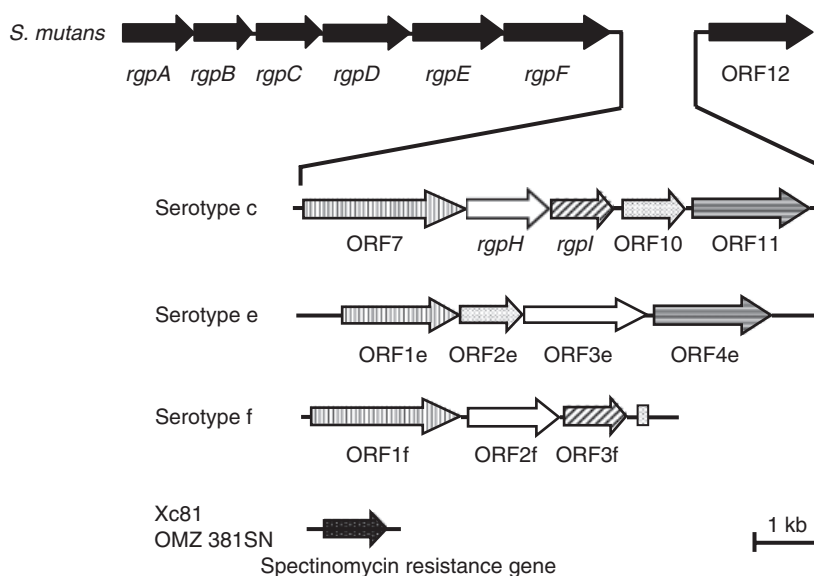 S. mutans
rgpA rgpB rgpC rgpD rgpE rgpF ORF12
Serotype c
ORF7 rgpH rgpI ORF10 ORF11
Serotype e
ORF1e ORF2e ORF3e ORF4e
Serotype f
ORF1f ORF2f ORF3f
Xc81
OMZ 381SN
1 kb
Spectinomycin resistance gene